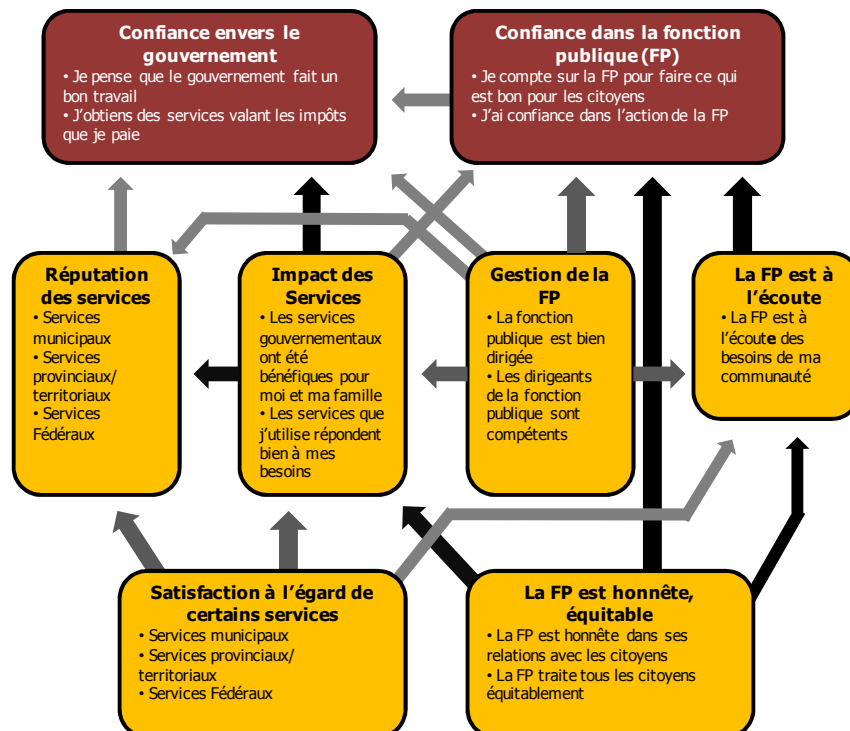 Confiance envers le
gouvernement
• Je pense que le gouvernement fait un
bon travail
• J'obtiens des services valant les impôts
que je paie
Confiance dans la fonction
publique (FP)
• Je compte sur la FP pour faire ce qui
est bon pour les citoyens
• J'ai confiance dans l'action de la FP
Réputation
des services
• Services
municipaux
• Services
provinciaux/
territoriaux
• Services
Fédéraux
Impact des
Services
• Les services
gouvernementaux
ont été
bénéfiques pour
moi et ma famille
• Les services que
j'utilise répondent
bien à mes
besoins
Gestion de la
FP
• La fonction
publique est bien
dirigée
• Les dirigeants
de la fonction
publique sont
compétents
La FP est à
l'écoute
• La FP est à
l'écoute des
besoins de ma
communauté
Satisfaction à l'égard de
certains services
• Services municipaux
• Services provinciaux/
territoriaux
• Services Fédéraux
La FP est honnête,
équitable
• La FP est honnête dans ses
relations avec les citoyens
• La FP traite tous les citoyens
équitablement